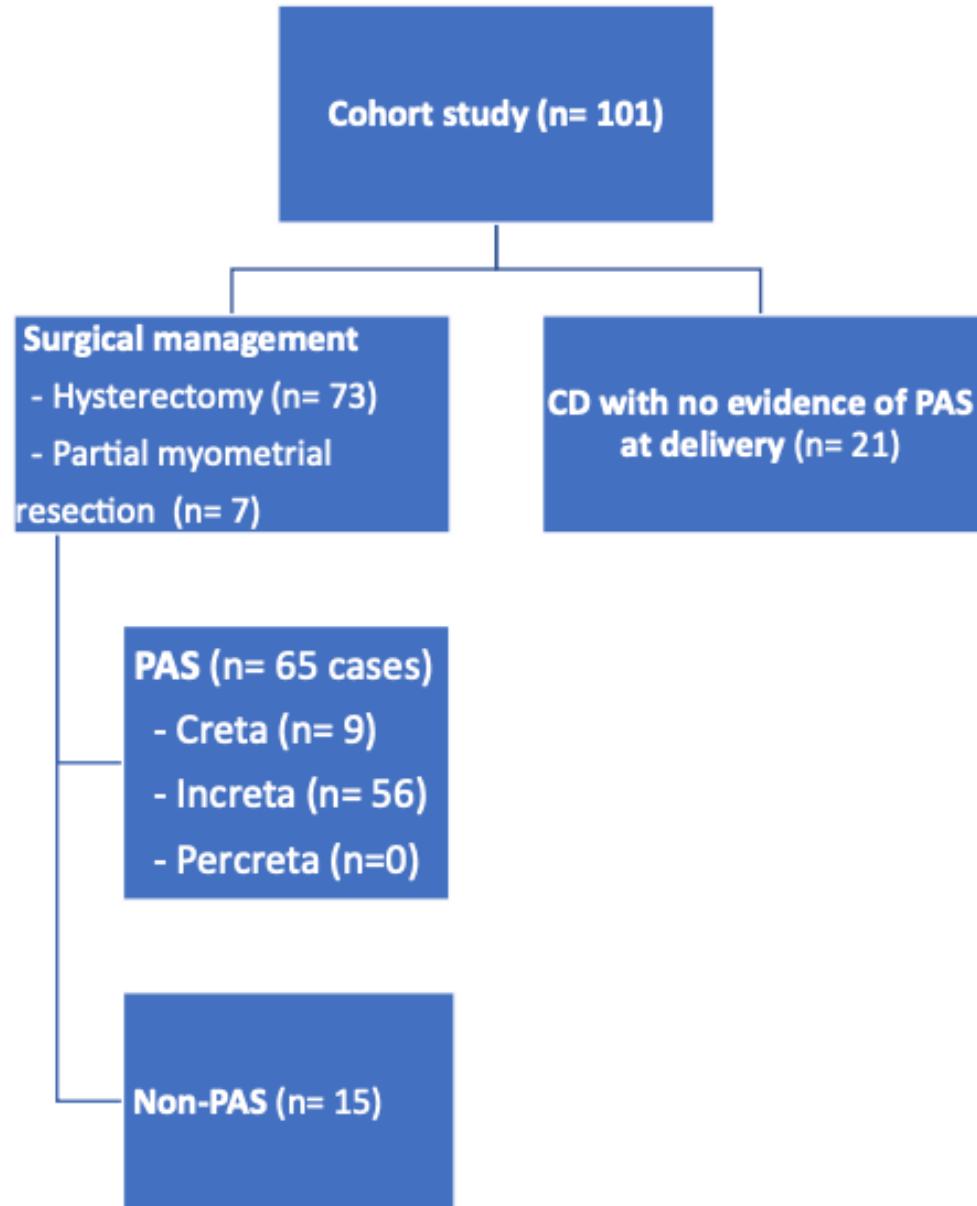 Cohort study (n= 101)
Surgical management
- Hysterectomy (n= 73)
- Partial myometrial
resection (n= 7)
CD with no evidence of PAS
at delivery (n= 21)
PAS (n= 65 cases)
- Creta (n= 9)
- Increta (n= 56)
- Percreta (n=0)
Non-PAS (n= 15)